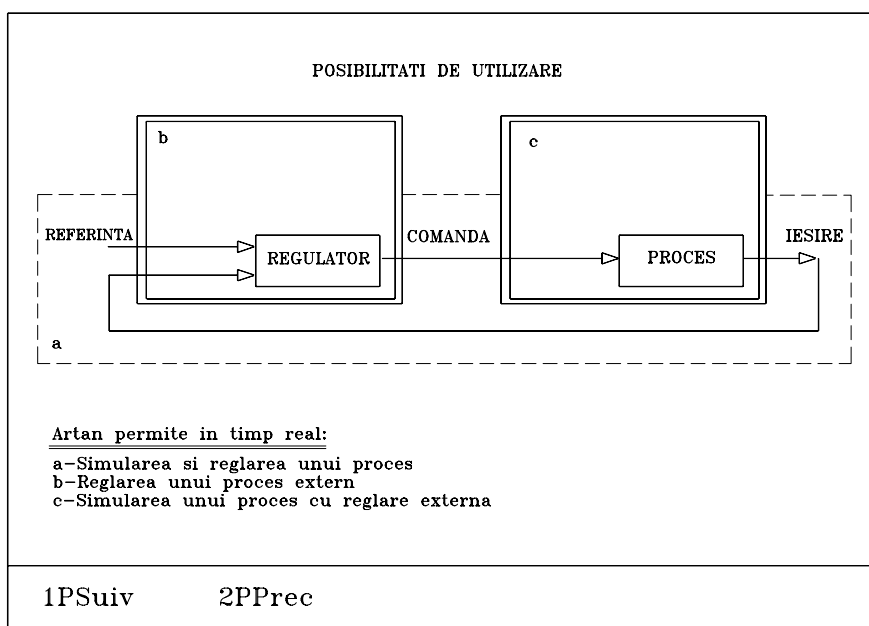 POSIBILITATI DE UTILIZARE
b
c
REFERINTA
REGULATOR
COMANDA
PROCES
IESIRE
a
Artan permite in timp real:
a-Simularea si reglarea unui proces
b-Reglarea unui proces extern
c-Simularea unui proces cu reglare externa
1PSuiv 2PPrec